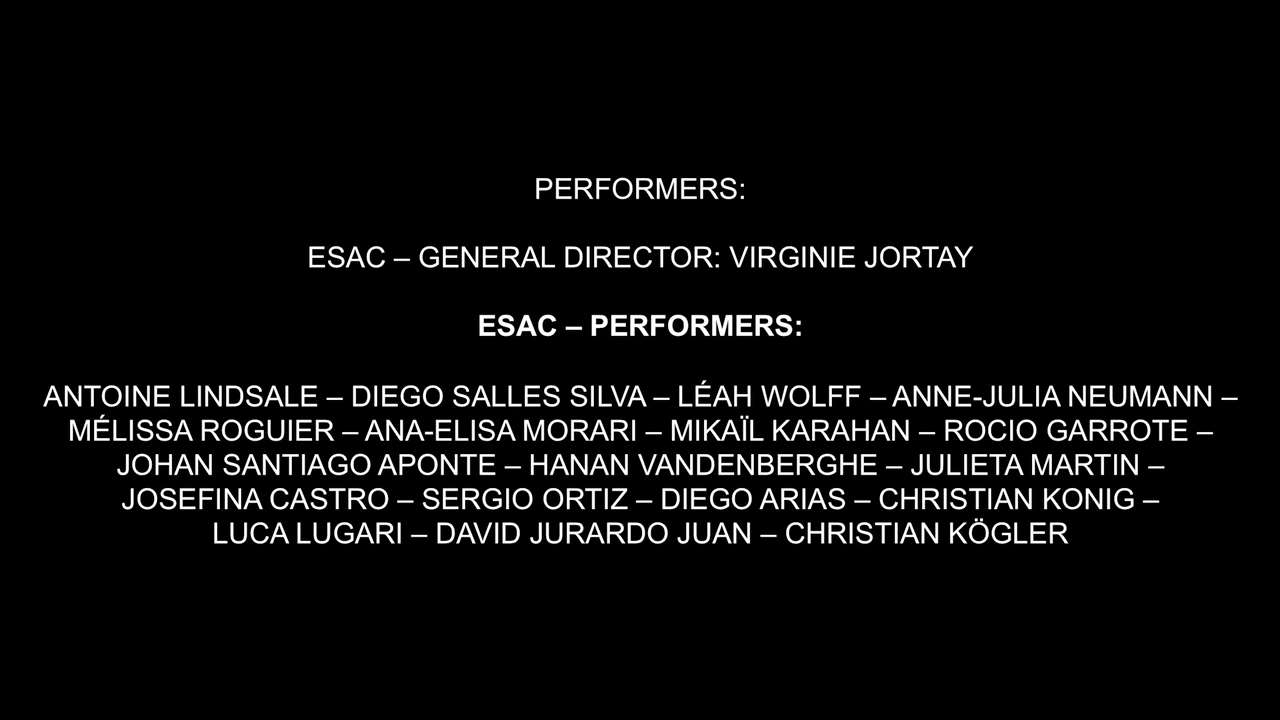 PERFORMERS:
ESAC – GENERAL DIRECTOR: VIRGINIE JORTAY
ESAC – PERFORMERS:
ANTOINE LINDSALE – DIEGO SALLES SILVA – LÉAH WOLFF – ANNE-JULIA NEUMANN –
MÉLISSA ROGUIER – ANA-ELISA MORARI – MIKAÏL KARAHAN – ROCIO GARROTE –
JOHAN SANTIAGO APONTE – HANAN VANDENBERGHE – JULIETA MARTIN –
JOSEFINA CASTRO – SERGIO ORTIZ – DIEGO ARIAS – CHRISTIAN KONIG –
LUCA LUGARI – DAVID JURARDO JUAN – CHRISTIAN KÖGLER